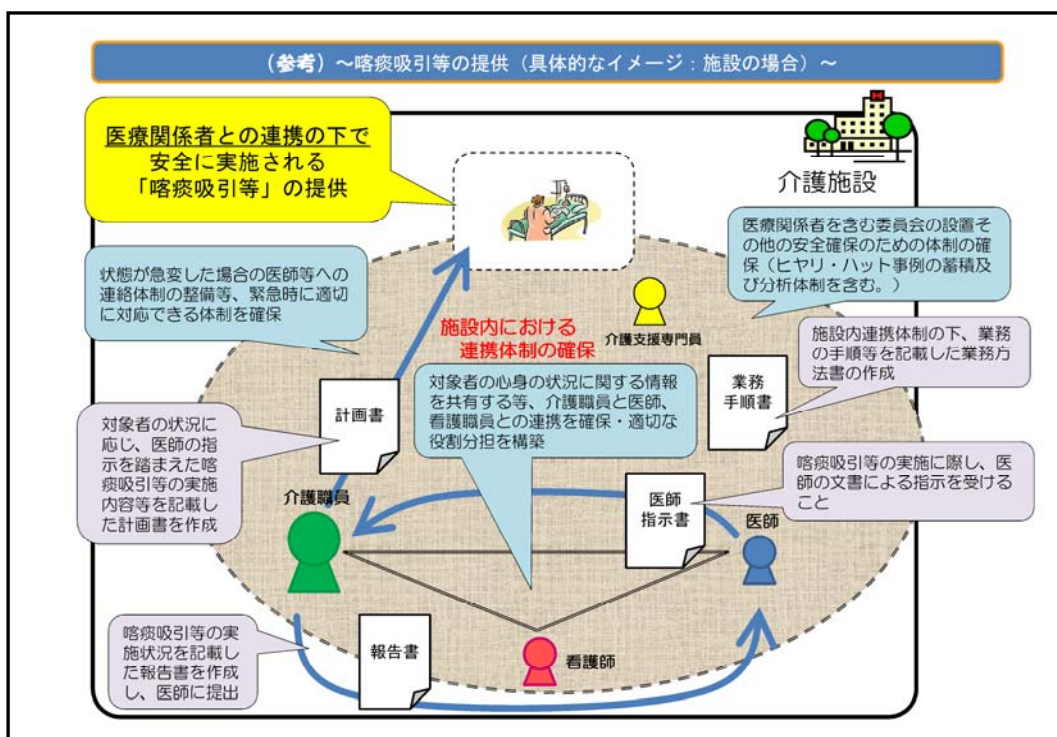 （参考）～喀痰吸引等の提供（具体的なイメージ：施設の場合）～
医療関係者との連携の下で
安全に実施される
「喀痰吸引等」の提供
介護施設
状態が急変した場合の医師等への
連絡体制の整備等、緊急時に適切
に対応できる体制を確保
医療関係者を含む委員会の設置そ
の他の安全確保のための体制の確
保（ヒヤリ・ハット事例の蓄積及
び分析体制を含む。）
介護支援専門員
施設内における
連携体制の確保
施設内連携体制の下、業務
の手順等を記載した業務方
法書の作成
計画書
対象者の心身の状況に関する情報
を共有する等、介護職員と医師、
看護職員との連携を確保・適切な
役割分担を構築
業務
手順書
対象者の状況に
応じ、医師の指
示を踏まえた喀
痰吸引等の実施
内容等を記載し
た計画書を作成
喀痰吸引等の実施に際し、医
師の文書による指示を受ける
こと
介護職員
医師
指示書
医師
喀痰吸引等の実
施状況を記載し
た報告書を作成
し、医師に提出
報告書
看護師